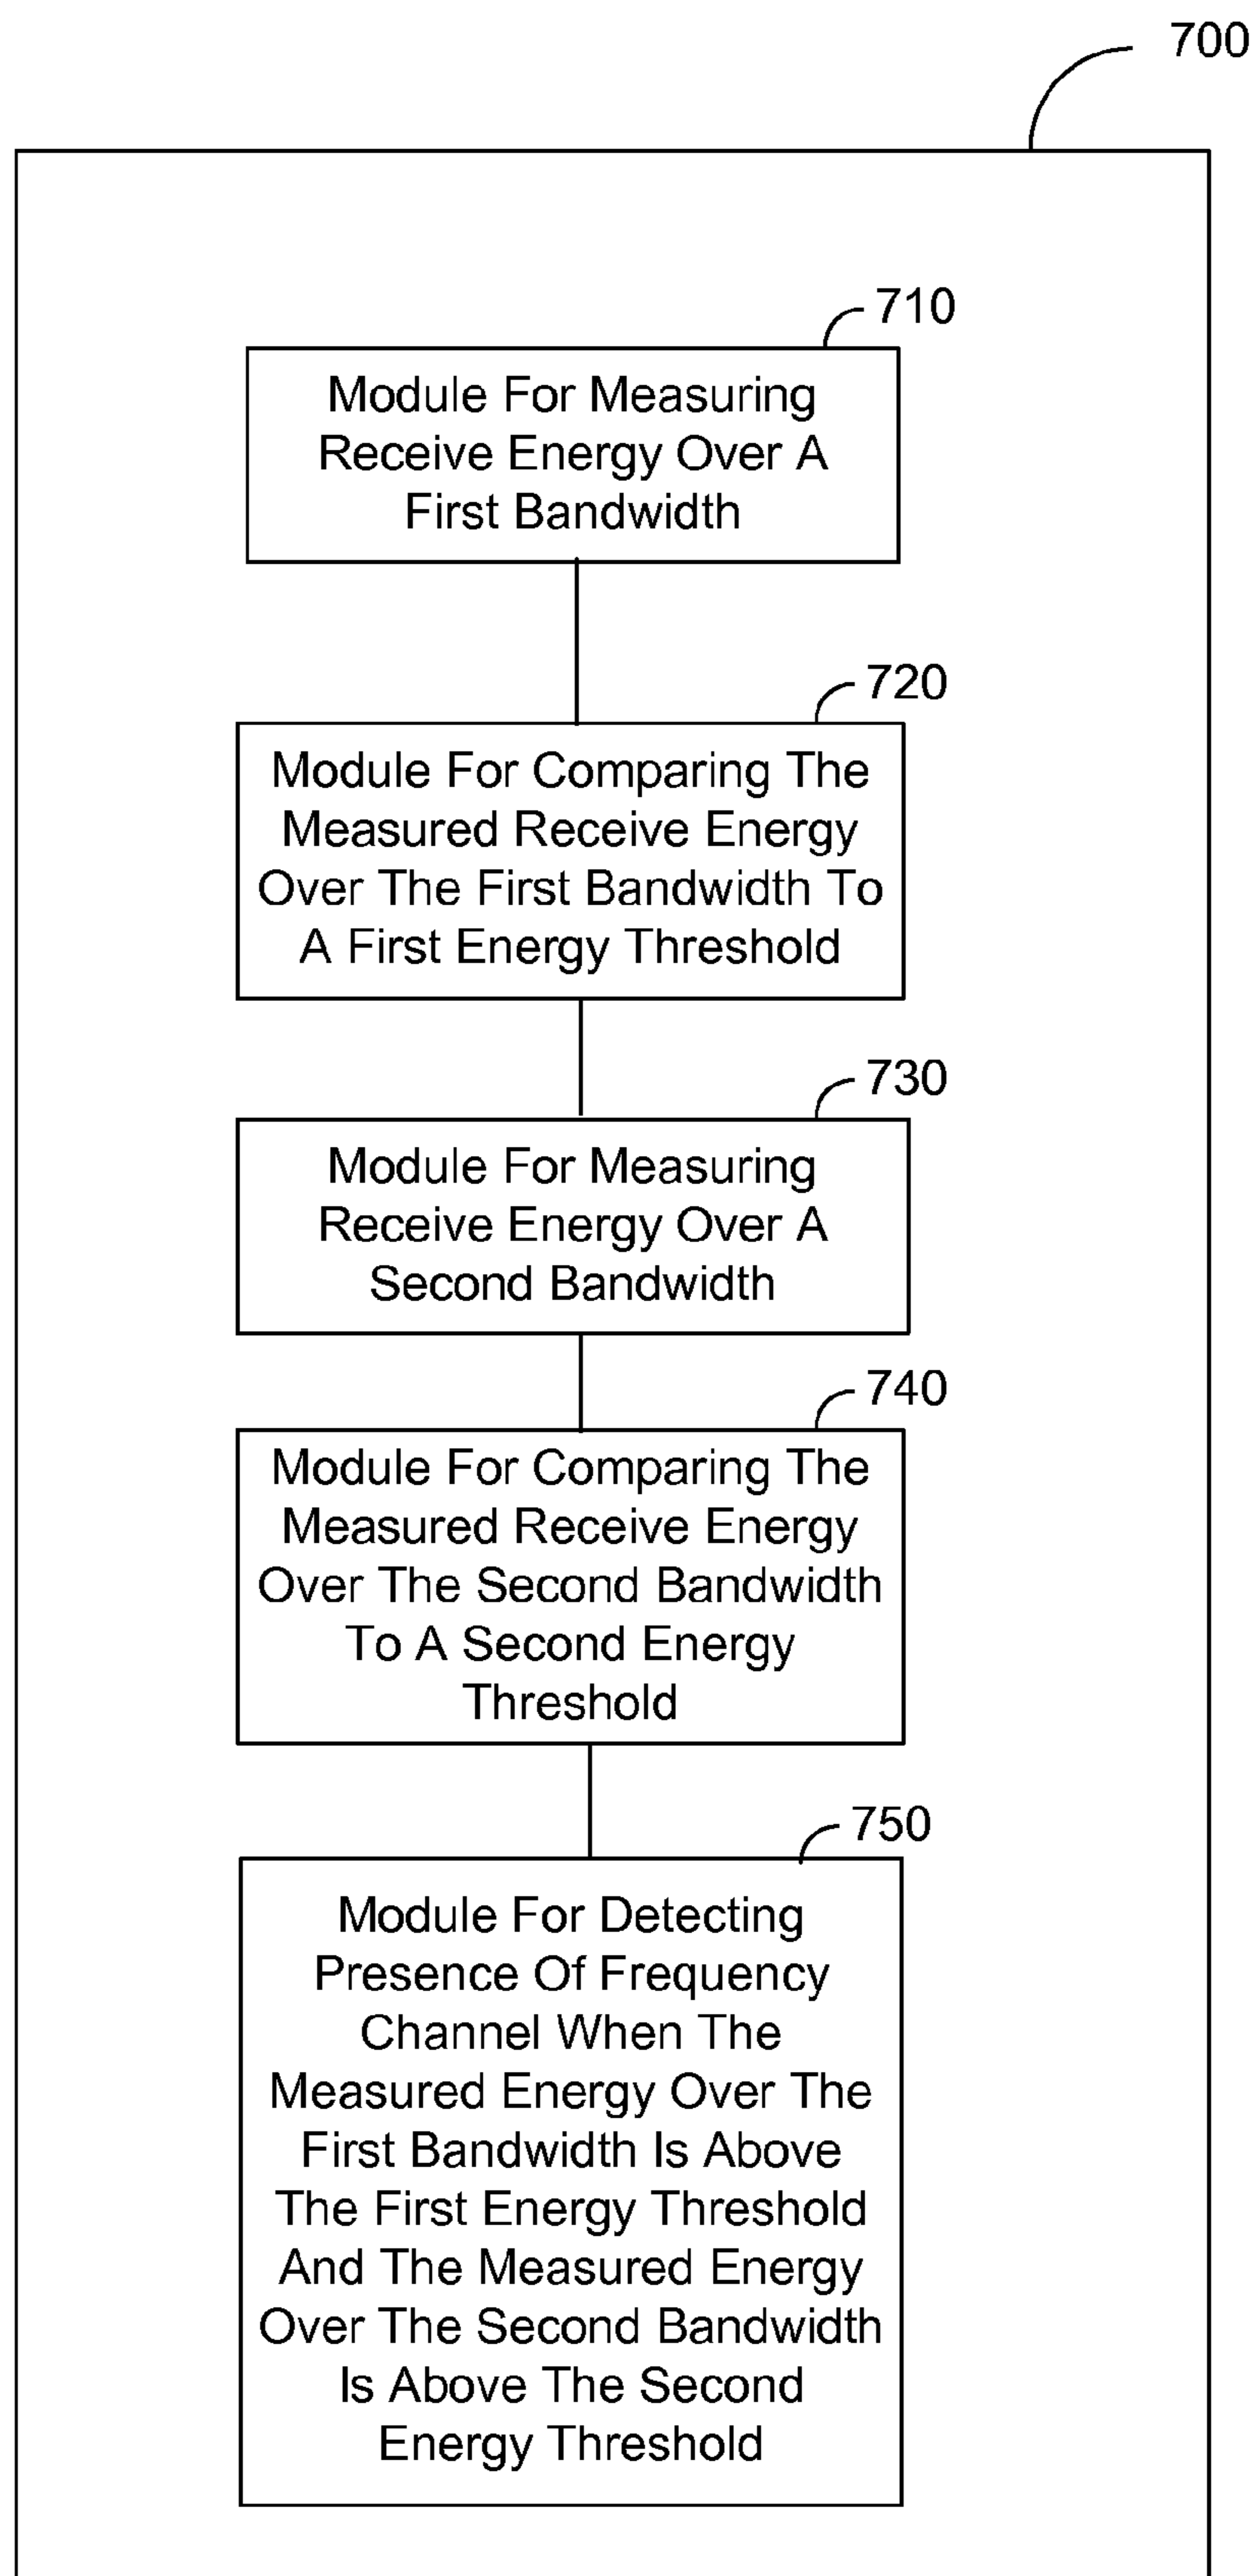 700
710
Module For Measuring
Receive Energy Over A
First Bandwidth
720
Module For Comparing The
Measured Receive Energy
Over The First Bandwidth To
A First Energy Threshold
730
Module For Measuring
Receive Energy Over A
Second Bandwidth
740
Module For Comparing The
Measured Receive Energy
Over The Second Bandwidth
To A Second Energy
Threshold
750
Module For Detecting
Presence Of Frequency
Channel When The
Measured Energy Over The
First Bandwidth Is Above
The First Energy Threshold
And The Measured Energy
Over The Second Bandwidth
Is Above The Second
Energy Threshold